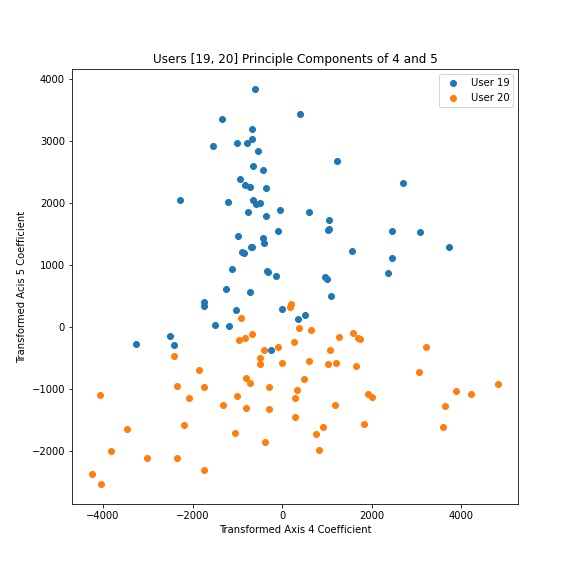 Users [19, 20] Principle Components of 4 and 5
User 19
User 20
4000
3000
2000
1000
0
−1000
−2000
Transformed Acis 5 Coefficient
−4000 −2000 0 2000 4000
Transformed Axis 4 Coefficient